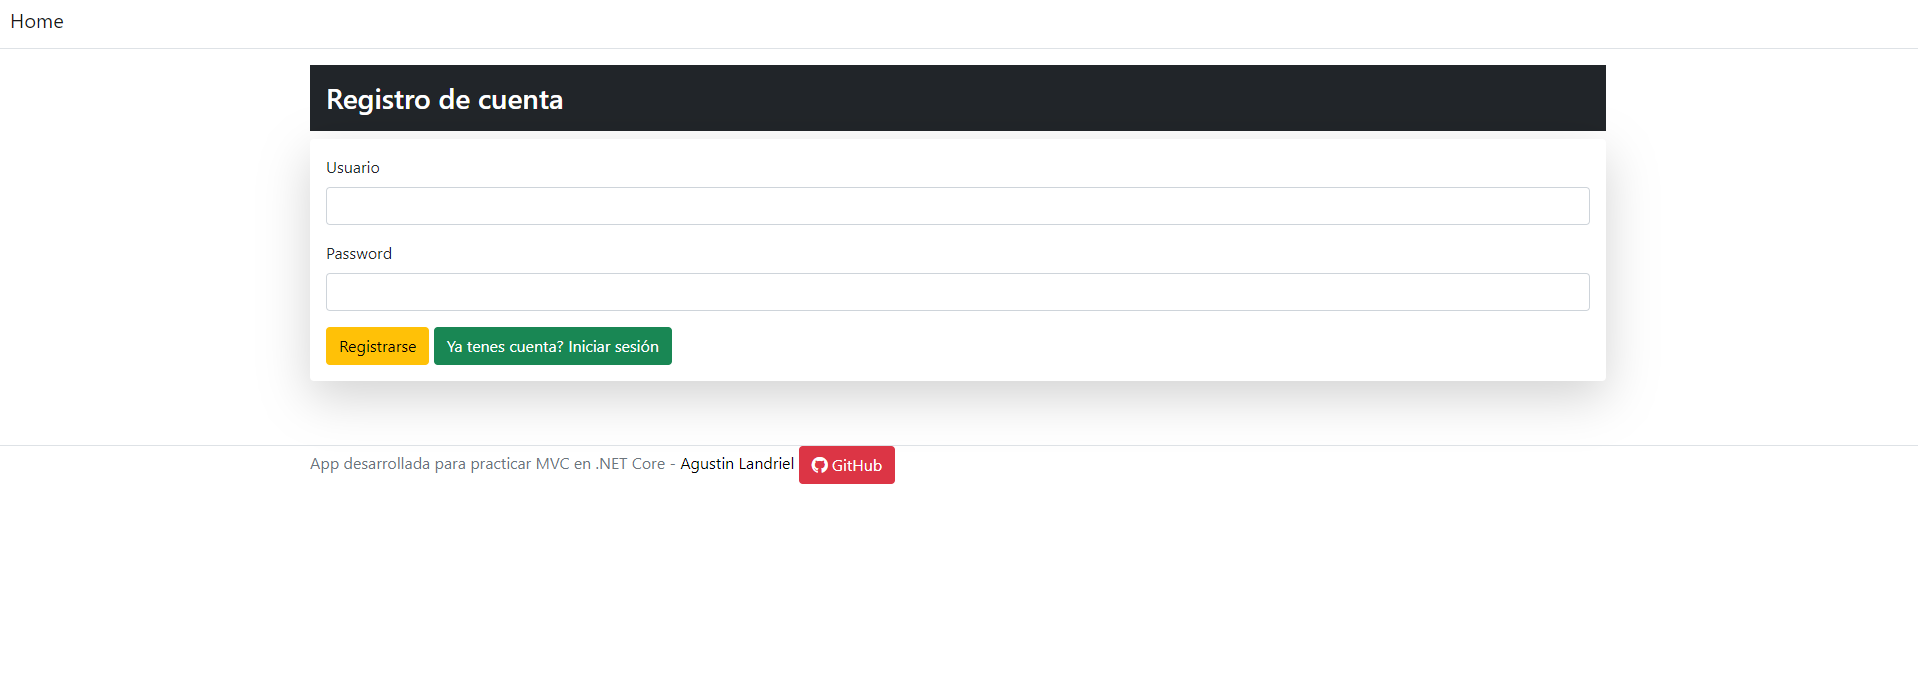 Home
Registro de cuenta
Usuario
Password
Registrarse Ya tenes cuenta? Iniciar sesión
App desarrollada para practicar MVC en .NET Core - Agustin Landriel GitHub